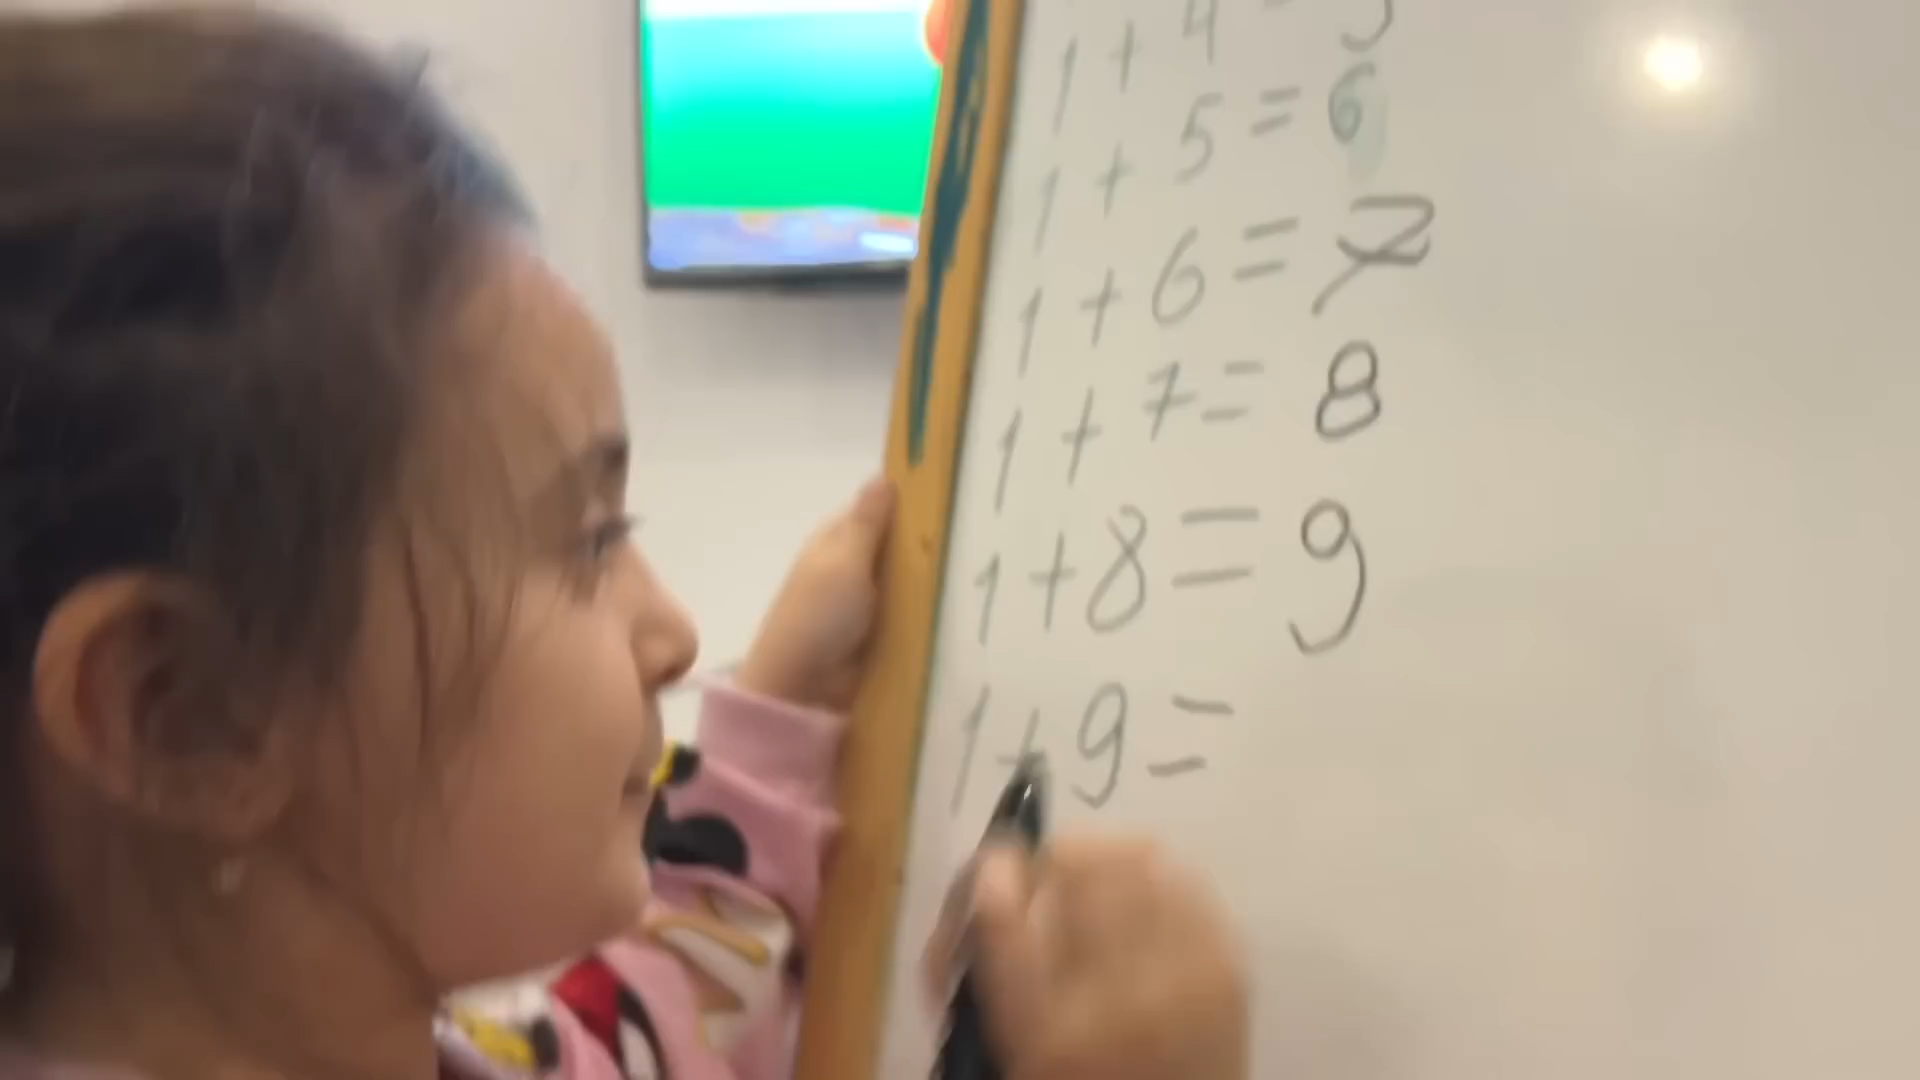 1 + 4 = 5
1 + 5 = 6
1 + 6 = 7
1 + 7 = 8
1 + 8 = 9
1 + 9 =